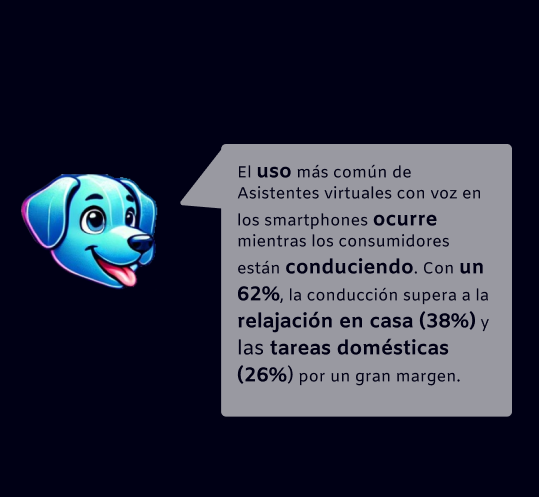 El uso más común de
Asistentes virtuales con voz en
los smartphones ocurre
mientras los consumidores
están conduciendo. Con un
62%, la conducción supera a la
relajación en casa (38%) y
las tareas domésticas
(26%) por un gran margen.